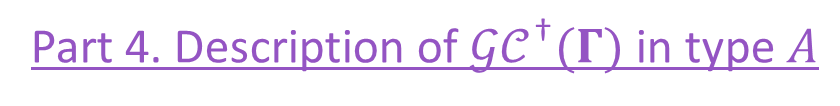 Part 4. Description of 𝒢𝒞†(𝚪) in type 𝐴